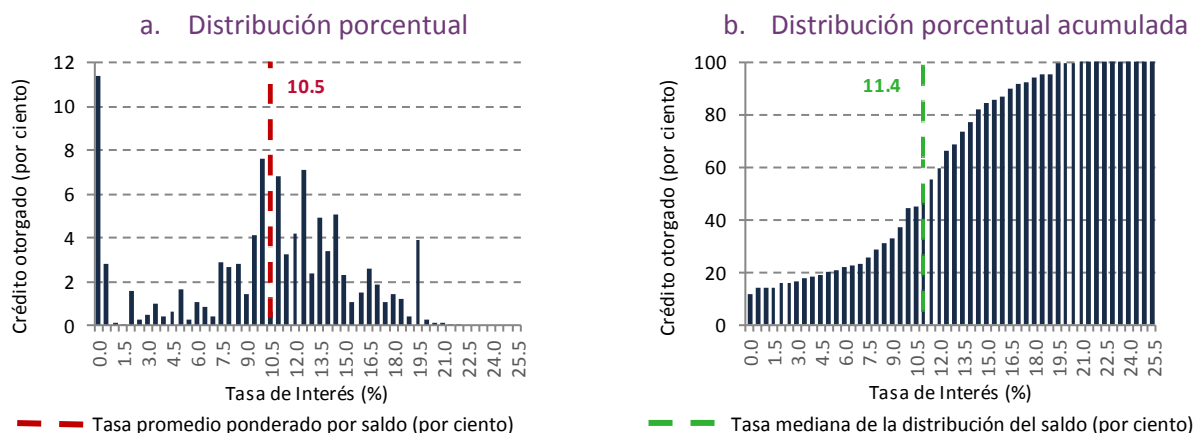 a. Distribución porcentual
12
10
8
6
4
2
0
10.5
Crédito otorgado (por ciento)
0.0 1.5 3.0 4.5 6.0 7.5 9.0 10.5 12.0 13.5 15.0 16.5 18.0 19.5 21.0 22.5 24.0 25.5
Tasa de Interés (%)
Tasa promedio ponderado por saldo (por ciento)
b. Distribución porcentual acumulada
100
80
60
40
20
0
11.4
Crédito otorgado (por ciento)
0.0 1.5 3.0 4.5 6.0 7.5 9.0 10.5 12.0 13.5 15.0 16.5 18.0 19.5 21.0 22.5 24.0 25.5
Tasa de Interés (%)
Tasa mediana de la distribución del saldo (por ciento)